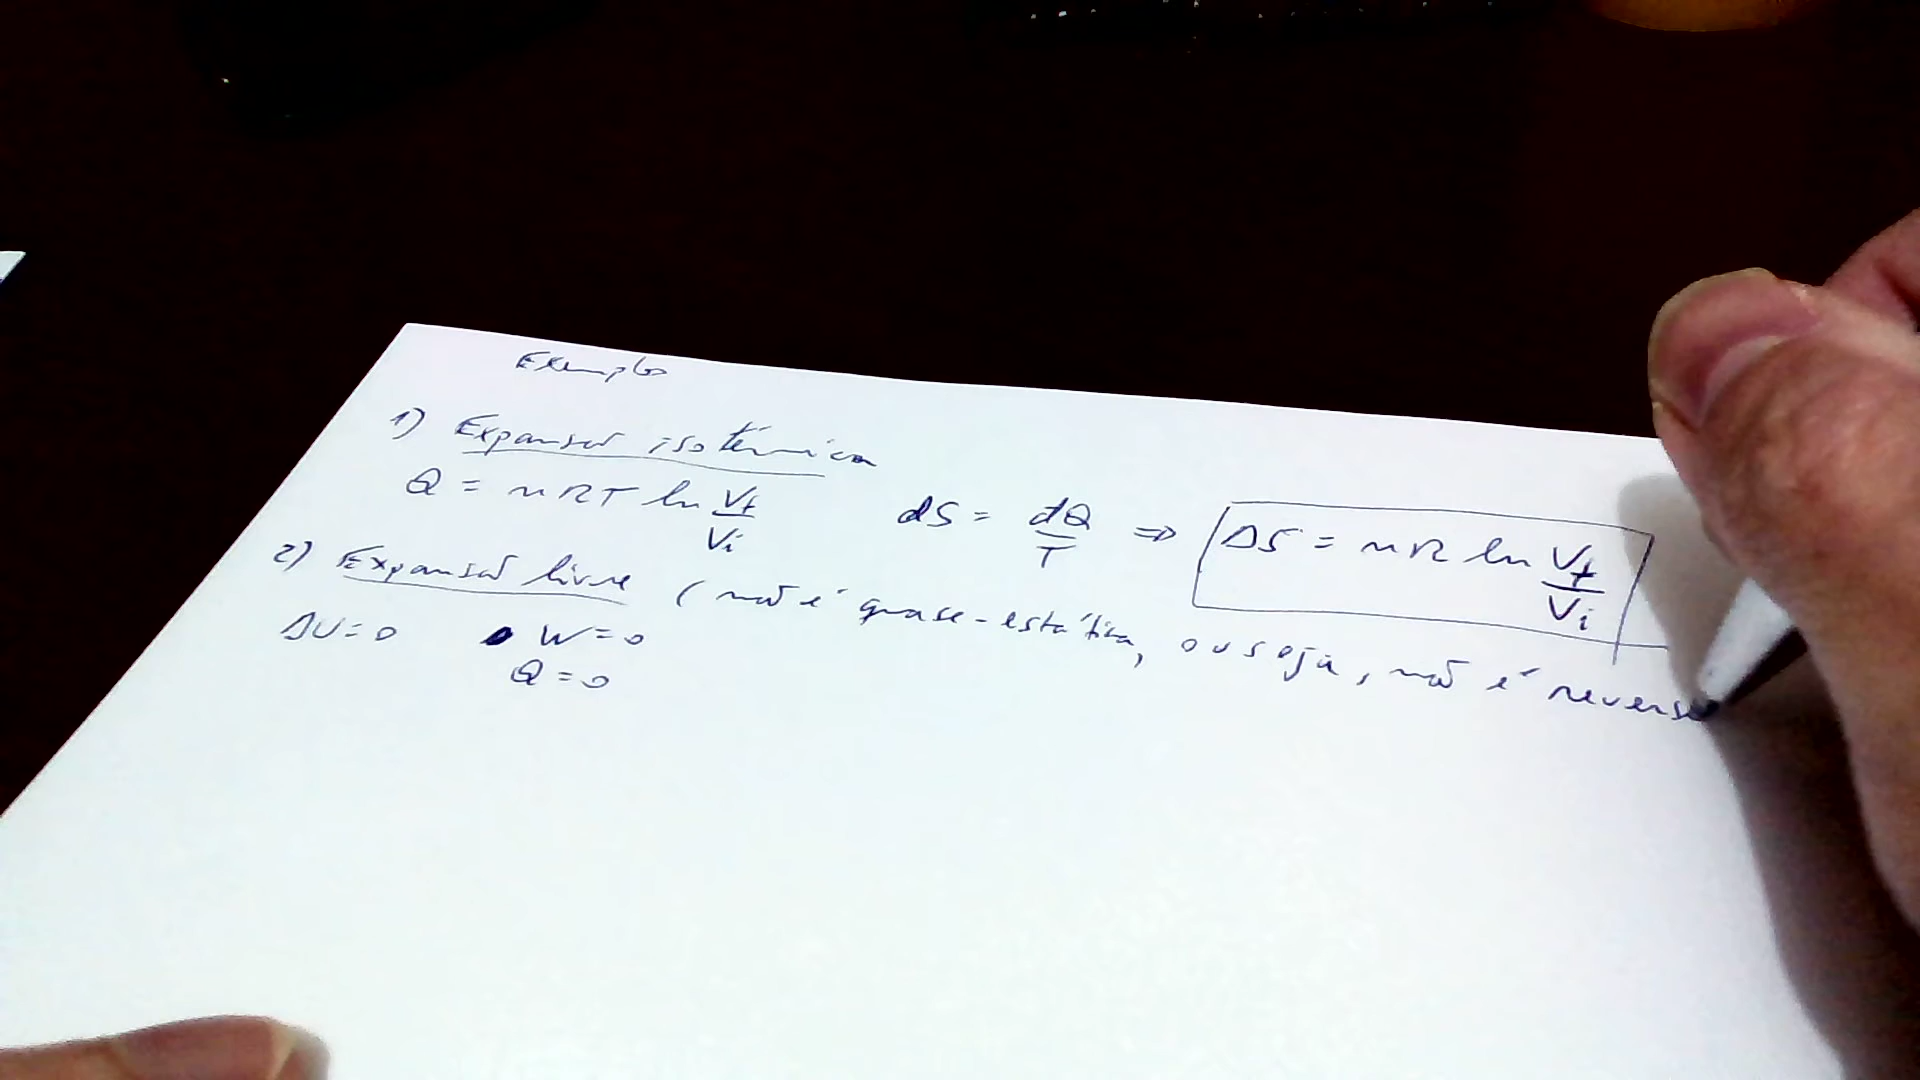 Exemplo
1) Expansão isotérmica
Q = nRT ln Vf/Vi dS = dQ/T ⇒ ΔS = nR ln Vf/Vi
2) Expansão livre (não é quase-estática, ou seja, não é revers
ΔU=0 W=0
Q=0